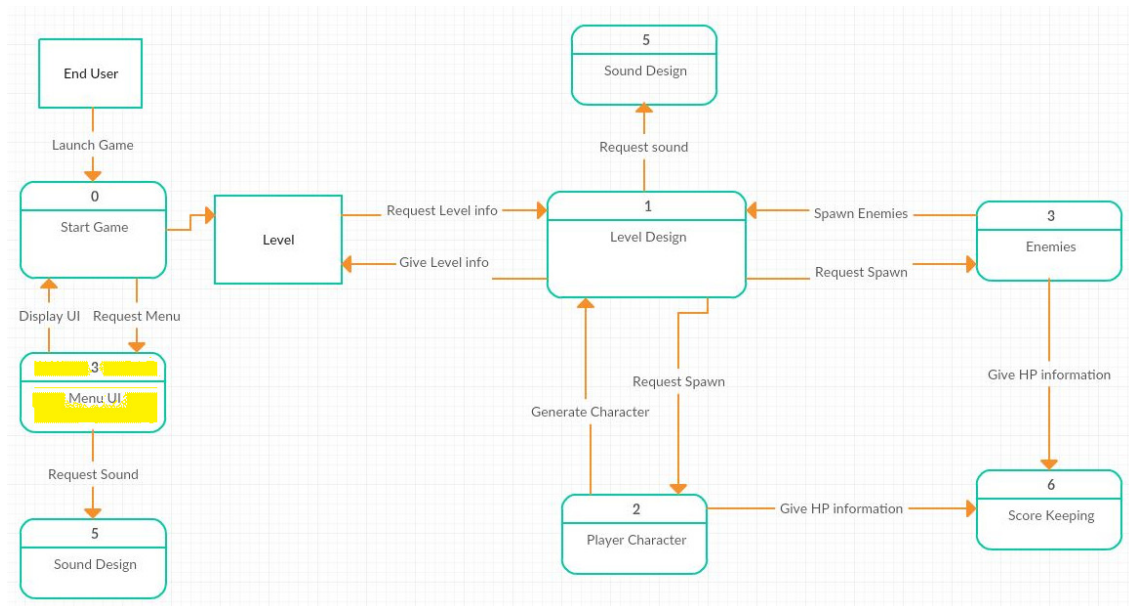 End User
Launch Game
0
Start Game
Display UI
Request Menu
3
Menu UI
Request Sound
5
Sound Design
Level
Request Level info
Give Level info
5
Sound Design
Request sound
1
Level Design
Spawn Enemies
Request Spawn
3
Enemies
Request Spawn
Generate Character
Give HP information
2
Player Character
Give HP information
6
Score Keeping